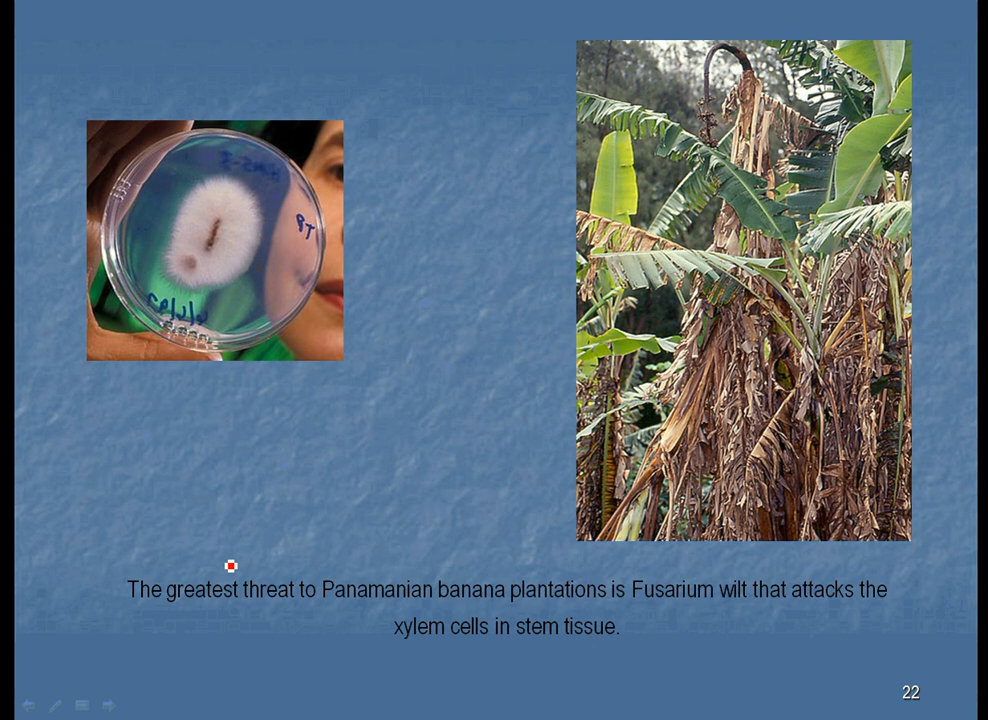 PT
The greatest threat to Panamanian banana plantations is Fusarium wilt that attacks the
xylem cells in stem tissue.
22